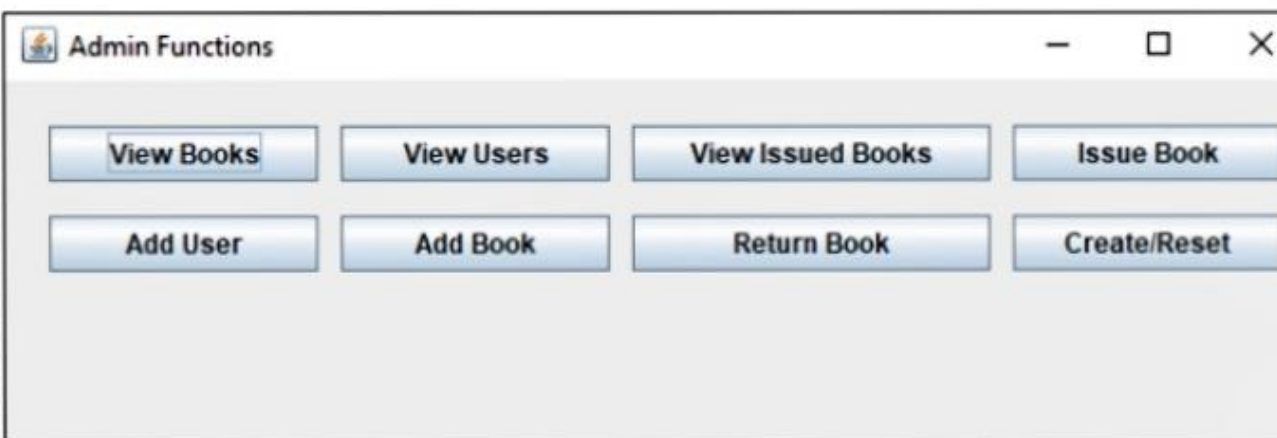 Admin Functions
View Books View Users View Issued Books Issue Book
Add User Add Book Return Book Create/Reset